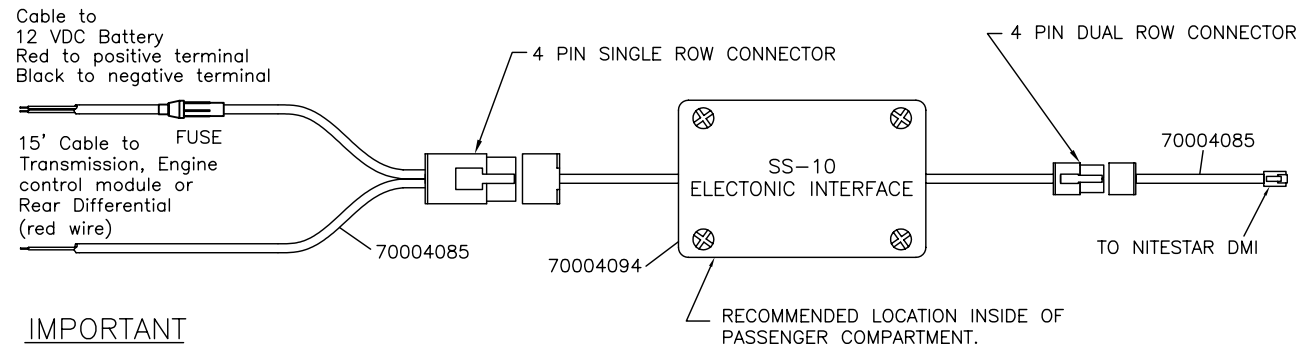 Cable to
12 VDC Battery
Red to positive terminal
Black to negative terminal
FUSE
15' Cable to
Transmission, Engine
control module or
Rear Differential
(red wire)
70004085
4 PIN SINGLE ROW CONNECTOR
SS-10
ELECTONIC INTERFACE
70004094
RECOMMENDED LOCATION INSIDE OF
PASSENGER COMPARTMENT.
4 PIN DUAL ROW CONNECTOR
70004085
TO NITESTAR DMI
IMPORTANT